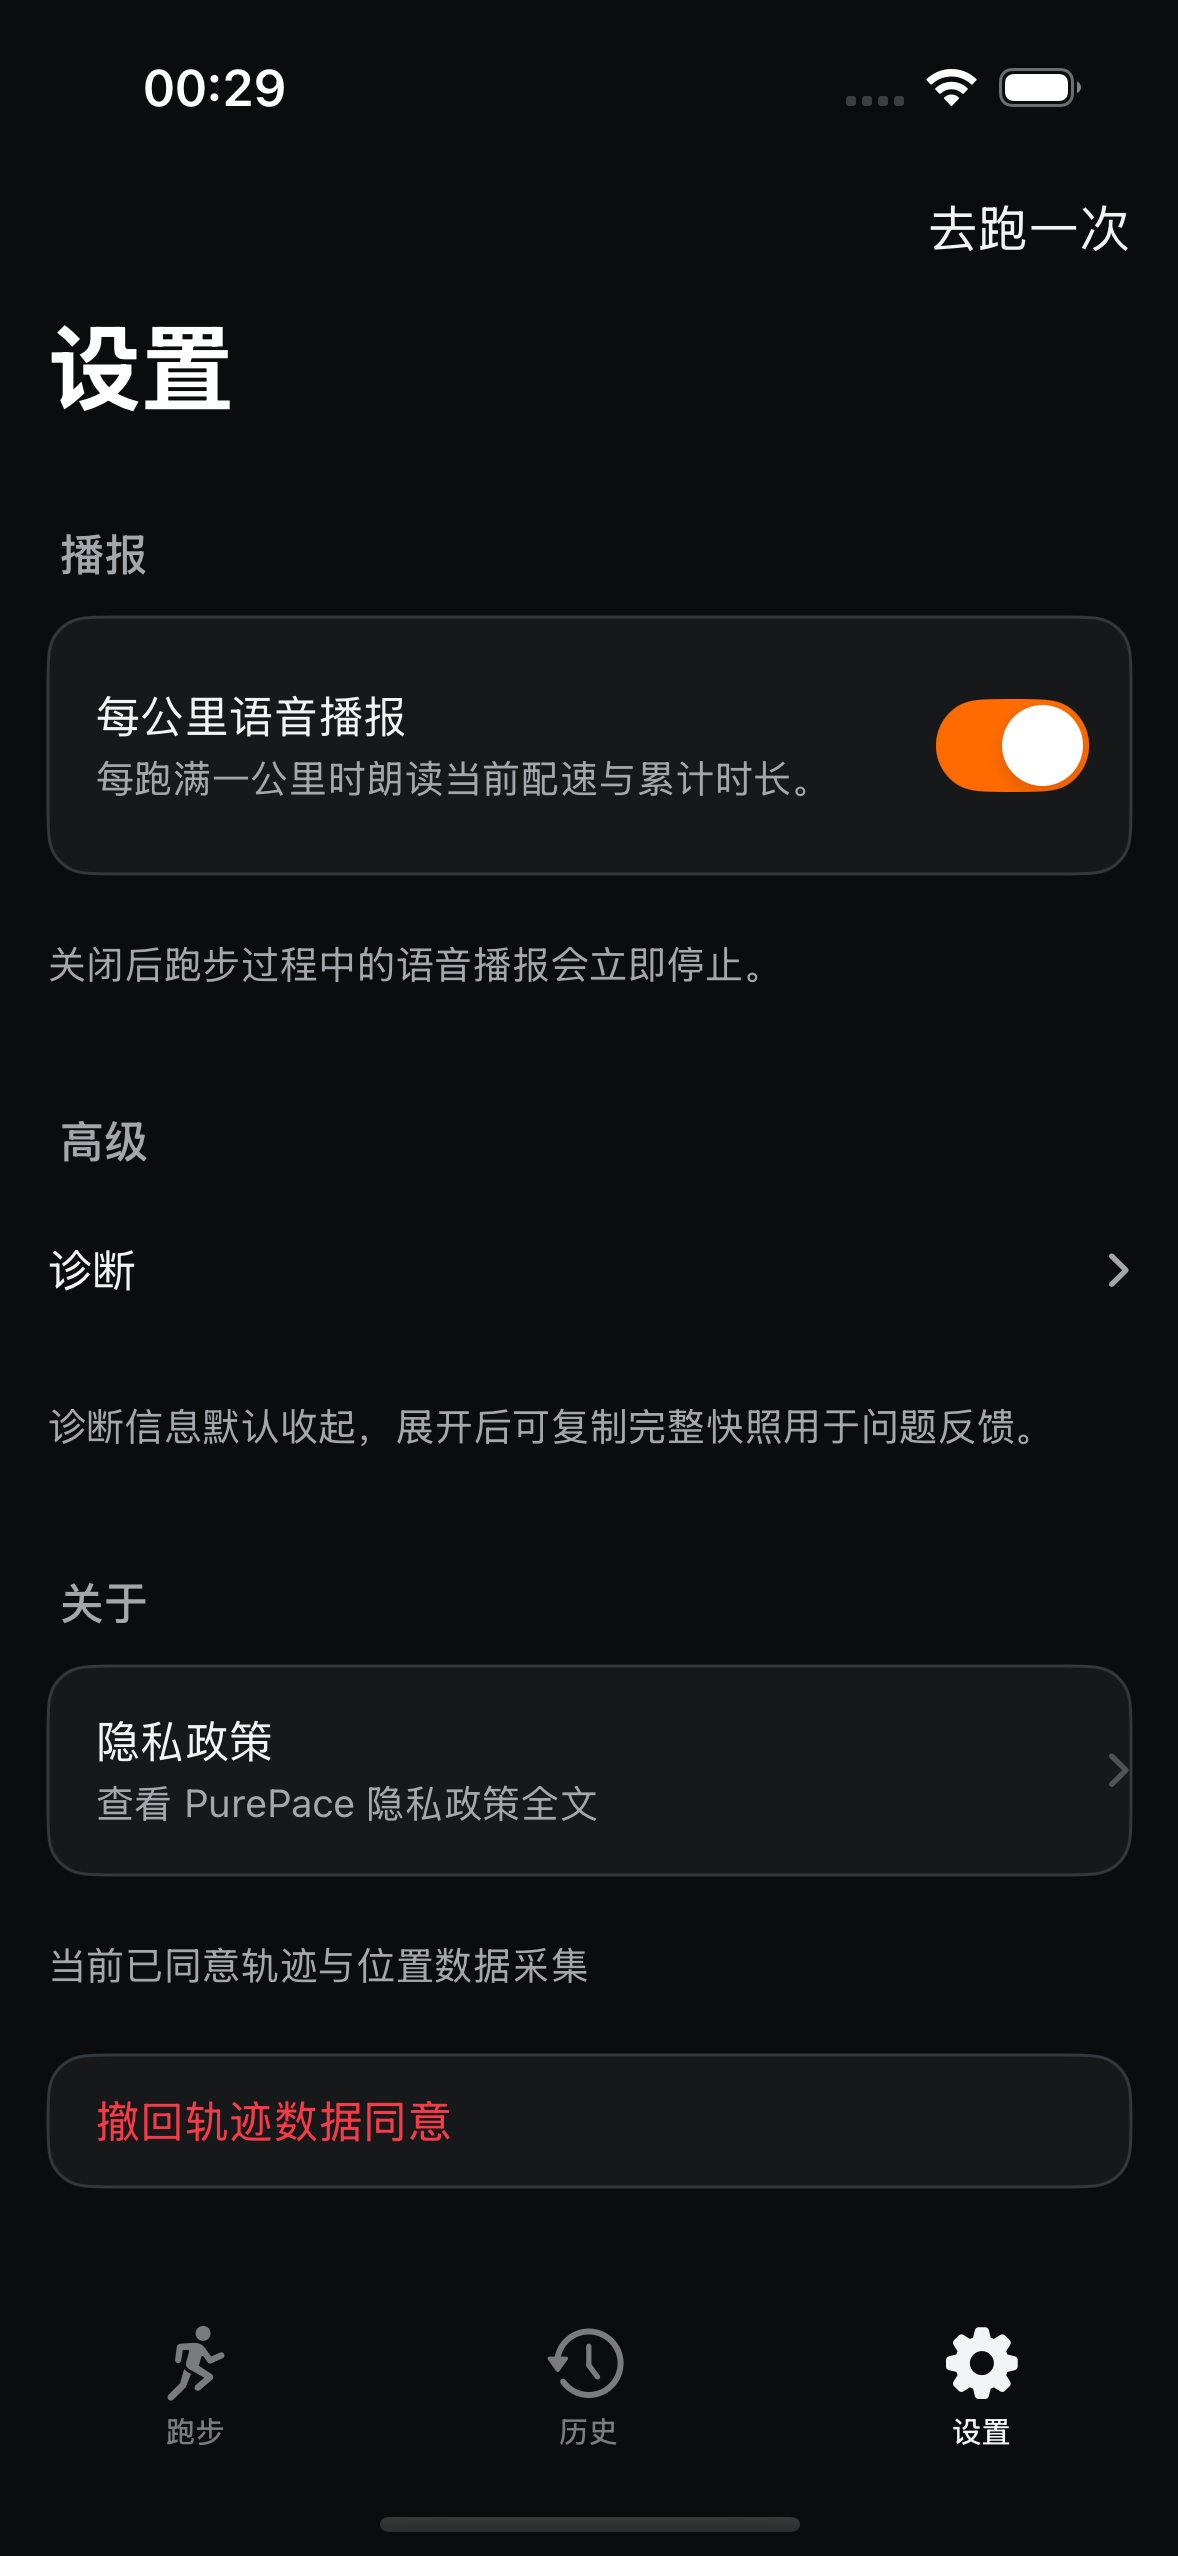 00:29
去跑一次
设置
播报
每公里语音播报
每跑满一公里时朗读当前配速与累计时长。
关闭后跑步过程中的语音播报会立即停止。
高级
诊断
诊断信息默认收起，展开后可复制完整快照用于问题反馈。
关于
隐私政策
查看 PurePace 隐私政策全文
当前已同意轨迹与位置数据采集
撤回轨迹数据同意
跑步
历史
设置